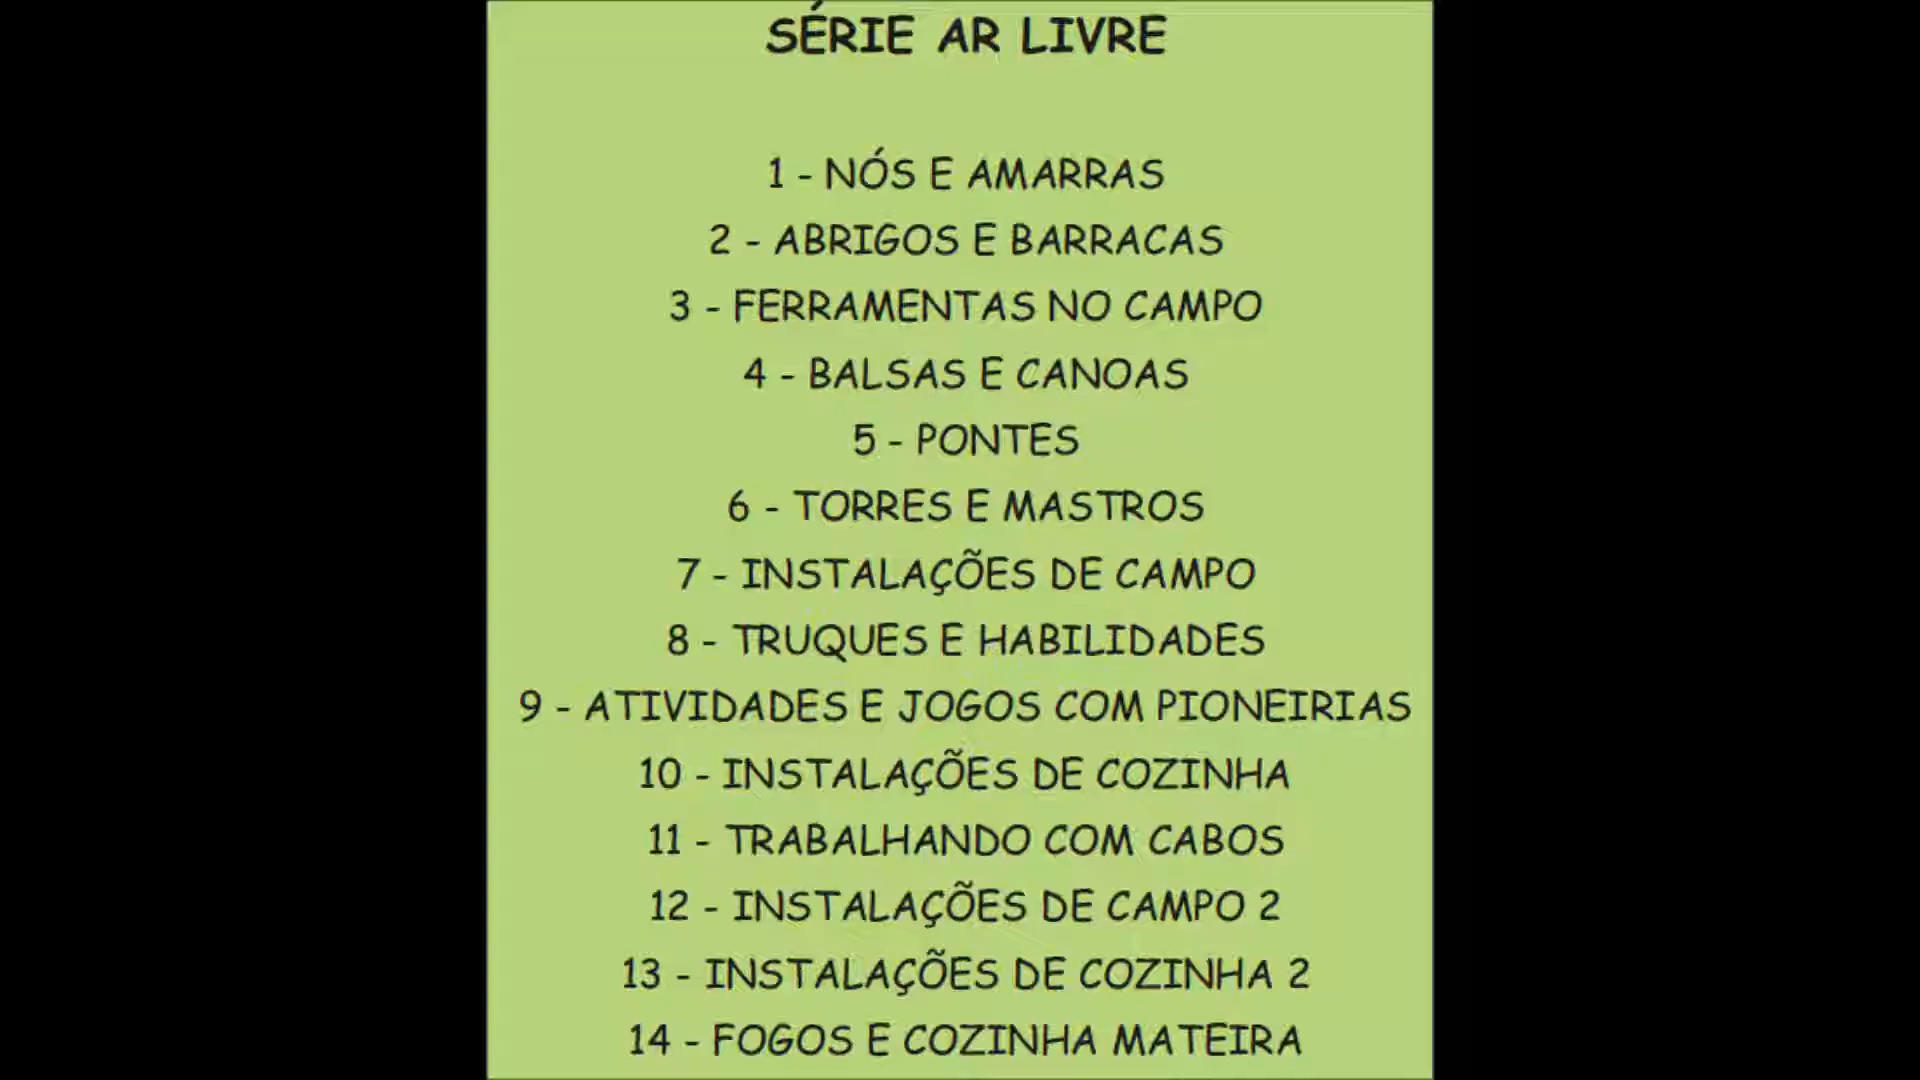 SÉRIE AR LIVRE
1 - NÓS E AMARRAS
2 - ABRIGOS E BARRACAS
3 - FERRAMENTAS NO CAMPO
4 - BALSAS E CANOAS
5 - PONTES
6 - TORRES E MASTROS
7 - INSTALAÇÕES DE CAMPO
8 - TRUQUES E HABILIDADES
9 - ATIVIDADES E JOGOS COM PIONEIRIAS
10 - INSTALAÇÕES DE COZINHA
11 - TRABALHANDO COM CABOS
12 - INSTALAÇÕES DE CAMPO 2
13 - INSTALAÇÕES DE COZINHA 2
14 - FOGOS E COZINHA MATEIRA